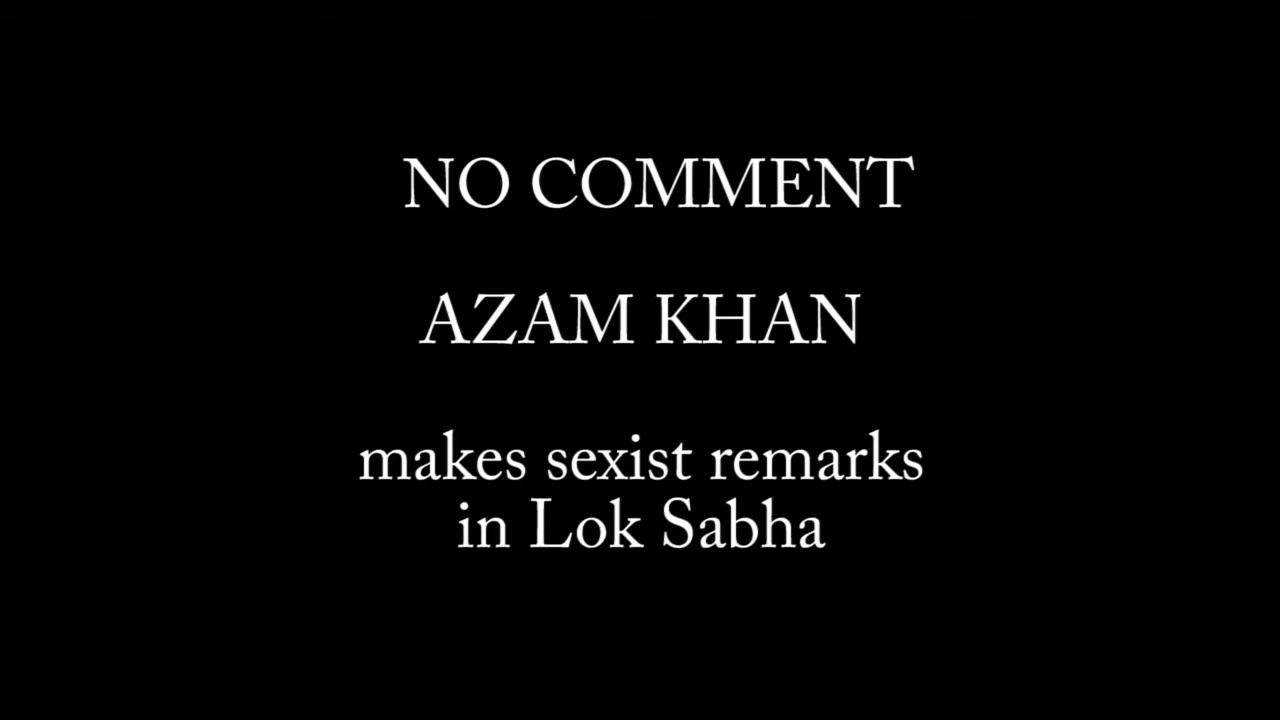 NO COMMENT
AZAM KHAN
makes sexist remarks
in Lok Sabha